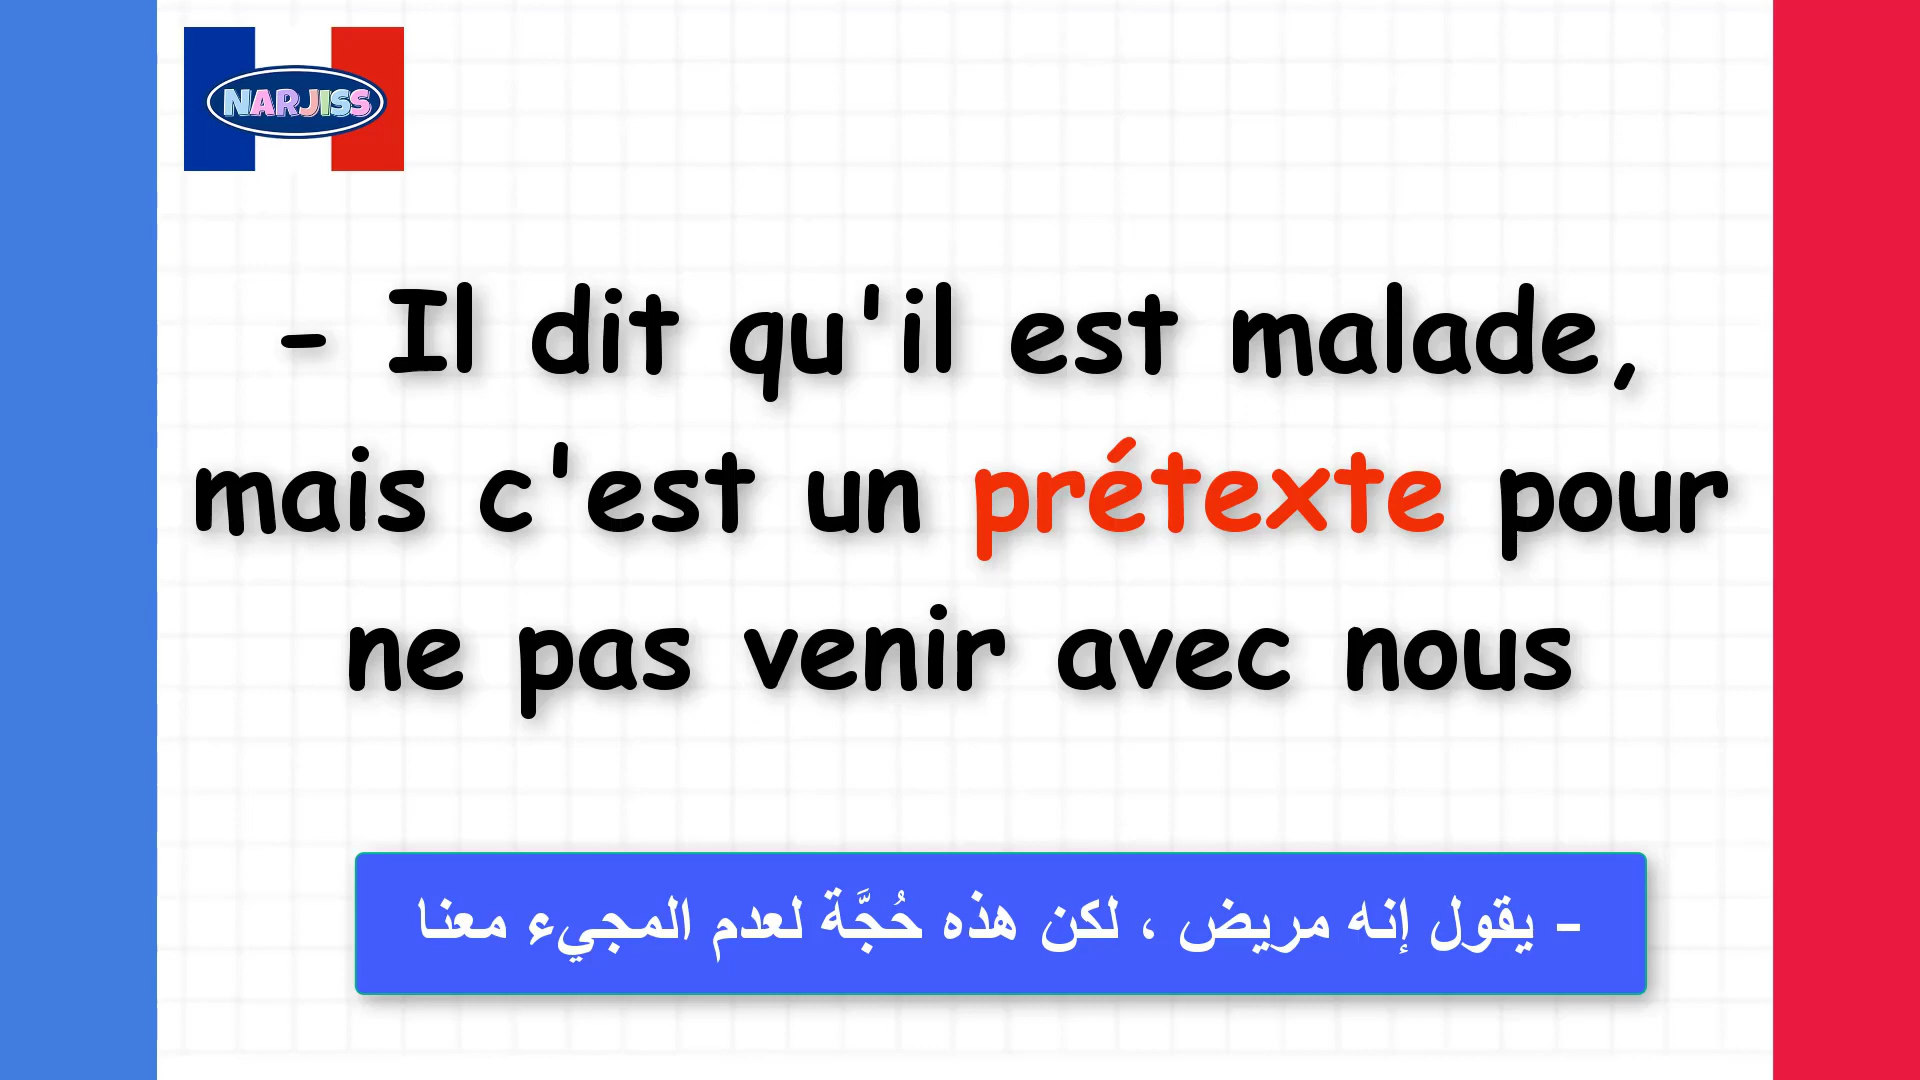 NARJISS
- Il dit qu'il est malade,
mais c'est un prétexte pour
ne pas venir avec nous
- يقول إنه مريض ، لكن هذه حُجَّة لعدم المجيء معنا